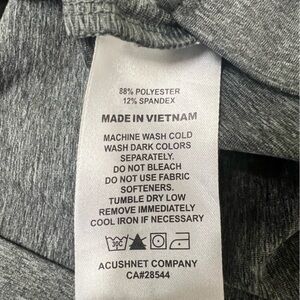 88% POLYESTER
12% SPANDEX
MADE IN VIETNAM
MACHINE WASH COLD
WASH DARK COLORS
SEPARATELY.
DO NOT BLEACH
DO NOT USE FABRIC
SOFTENERS.
TUMBLE DRY LOW
REMOVE IMMEDIATELY
COOL IRON IF NECESSARY
ACUSHNET COMPANY
CA#28544